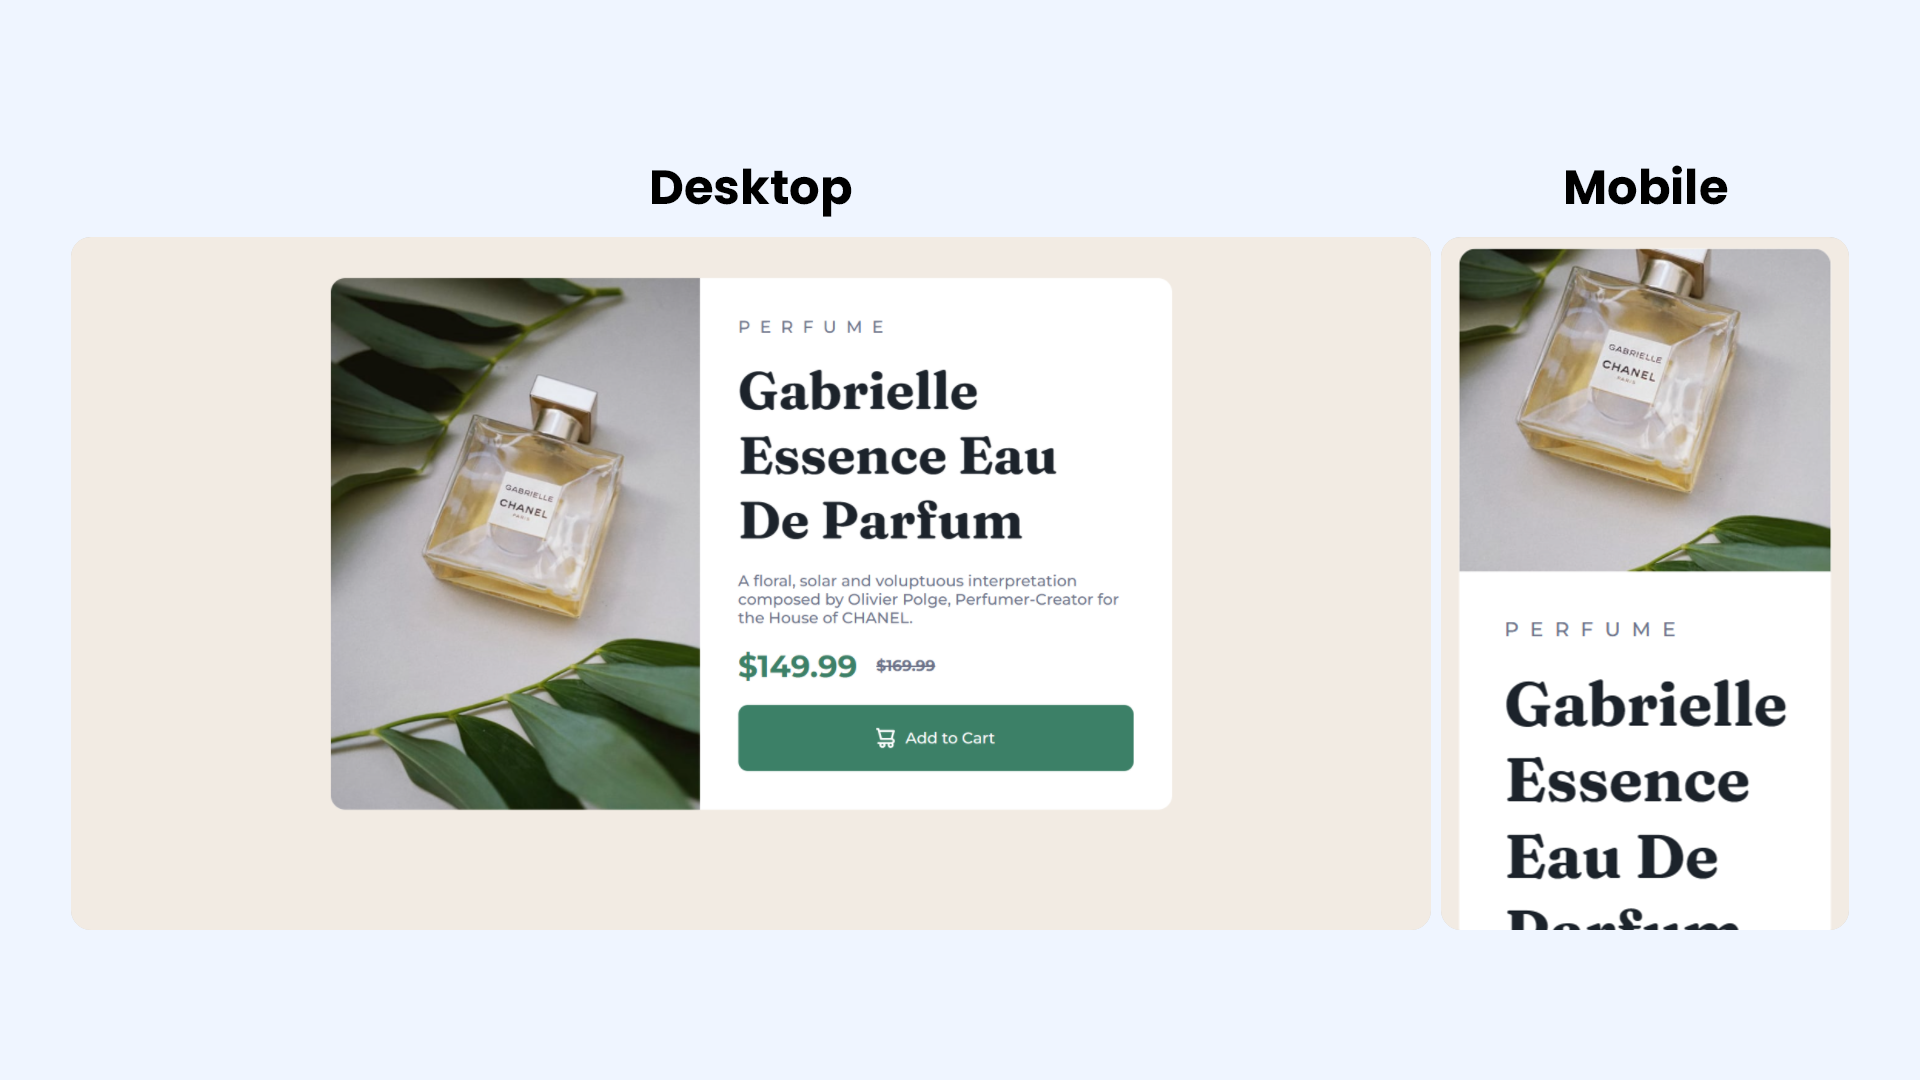 Desktop
GABRIELLE
CHANEL
PARIS
PERFUME
Gabrielle
Essence Eau
De Parfum
A floral, solar and voluptuous interpretation
composed by Olivier Polge, Perfumer-Creator for
the House of CHANEL.
$149.99 $169.99
Add to Cart
Mobile
GABRIELLE
CHANEL
PARIS
PERFUME
Gabrielle
Essence
Eau De
Parfum